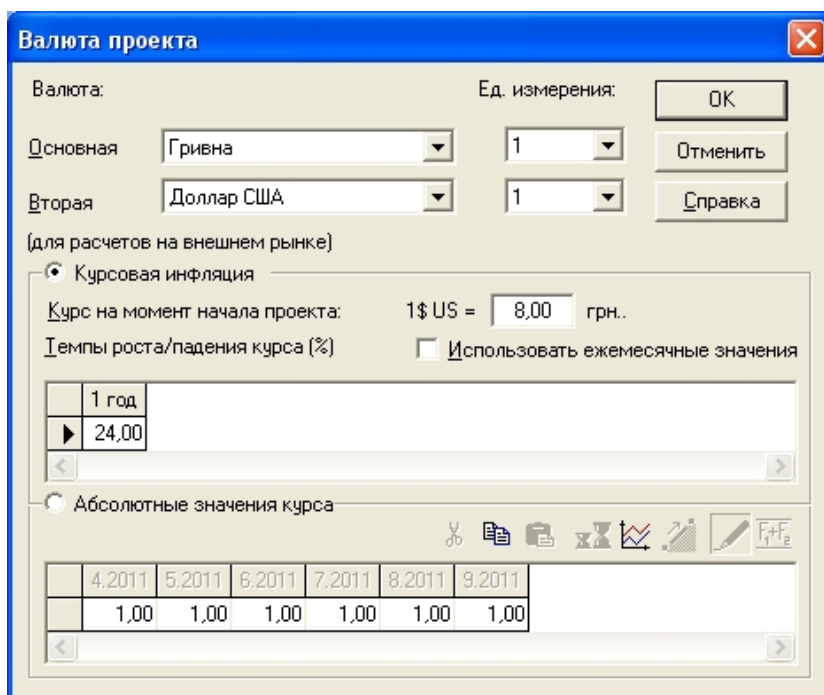 Валюта проекта
Валюта: Ед. измерения: OK
Основная Гривна 1 Отменить
Вторая Доллар США 1 Справка
(для расчетов на внешнем рынке)
Курсовая инфляция
Курс на момент начала проекта: 1$ US = 8,00 грн..
Темпы роста/падения курса (%) Использовать ежемесячные значения
1 год
24,00
Абсолютные значения курса
F1+F2
4.2011 5.2011 6.2011 7.2011 8.2011 9.2011
1,00 1,00 1,00 1,00 1,00 1,00